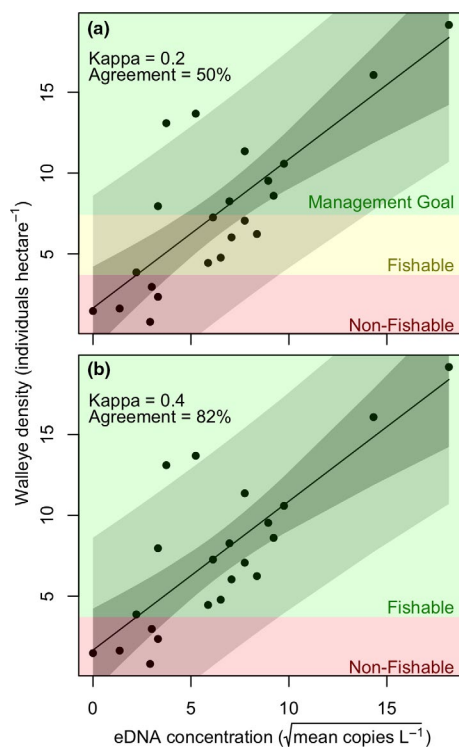 (a)
Kappa = 0.2
Agreement = 50%
Management Goal
Fishable
Non-Fishable
15
10
5
(b)
Kappa = 0.4
Agreement = 82%
Fishable
Non-Fishable
15
10
5
Walleye density (individuals hectare⁻¹)
0 5 10 15
eDNA concentration (√mean copies L⁻¹)